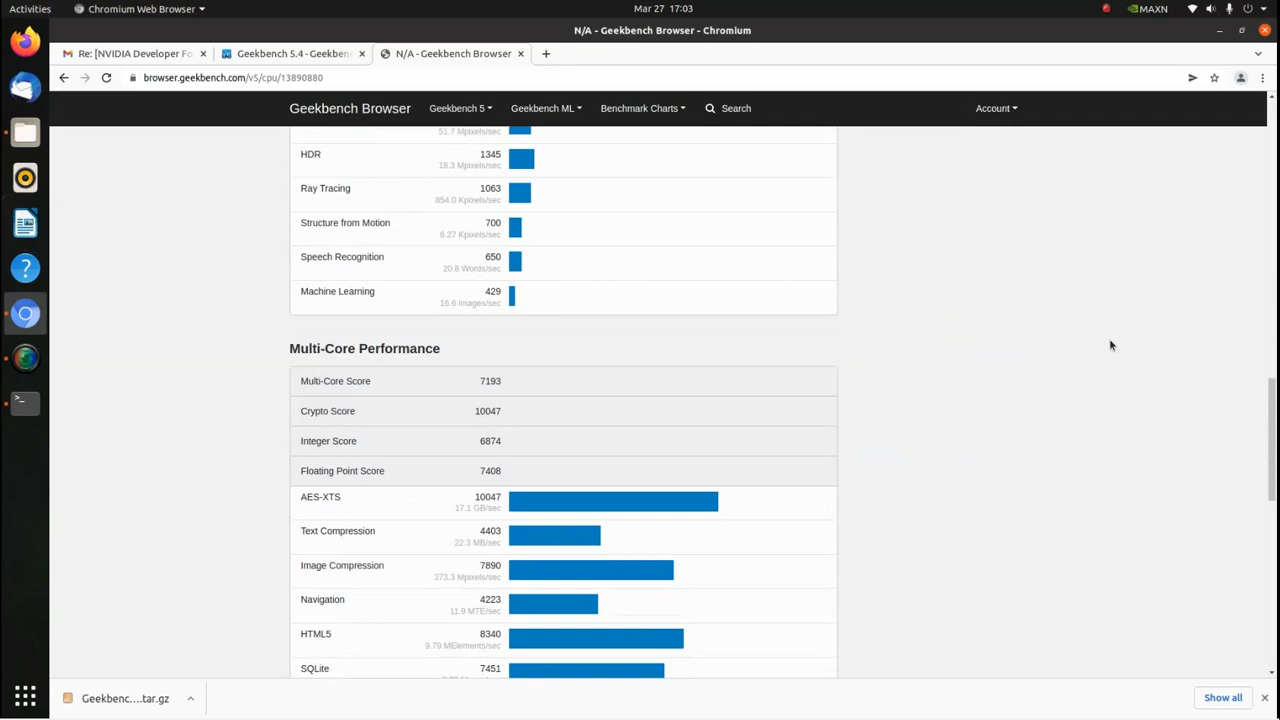 Activities
Chromium Web Browser
Mar 27 17:03
MAXN
N/A - Geekbench Browser - Chromium
Re: [NVIDIA Developer Fo
Geekbench 5.4 - Geekben
N/A - Geekbench Browser
browser.geekbench.com/v5/cpu/13890880
Geekbench Browser
Geekbench 5
Geekbench ML
Benchmark Charts
Search
Account
51.7 Mpixels/sec
HDR 1345
18.3 Mpixels/sec
Ray Tracing 1063
854.0 Kpixels/sec
Structure from Motion 700
6.27 Kpixels/sec
Speech Recognition 650
20.8 Words/sec
Machine Learning 429
16.6 images/sec
Multi-Core Performance
Multi-Core Score 7193
Crypto Score 10047
Integer Score 6874
Floating Point Score 7408
AES-XTS 10047
17.1 GB/sec
Text Compression 4403
22.3 MB/sec
Image Compression 7890
373.3 Mpixels/sec
Navigation 4223
11.9 MTE/sec
HTML5 8340
9.79 MElements/sec
SQLite 7451
Geekbenc....tar.gz
Show all